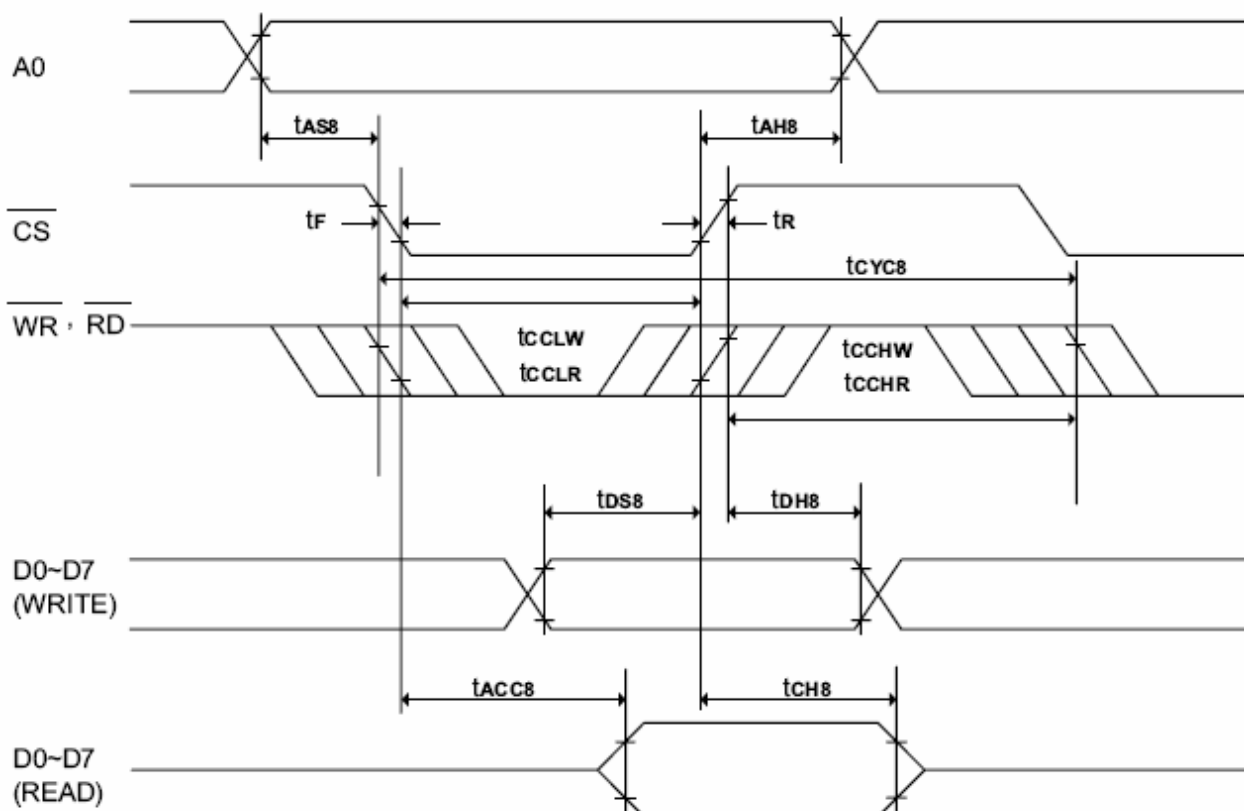 A0
tAS8
tAH8
CS
tF
tR
tCYC8
WR , RD
tCCLW
tCCLR
tCCHW
tCCHR
tDS8
tDH8
D0~D7
(WRITE)
tACC8
tCH8
D0~D7
(READ)